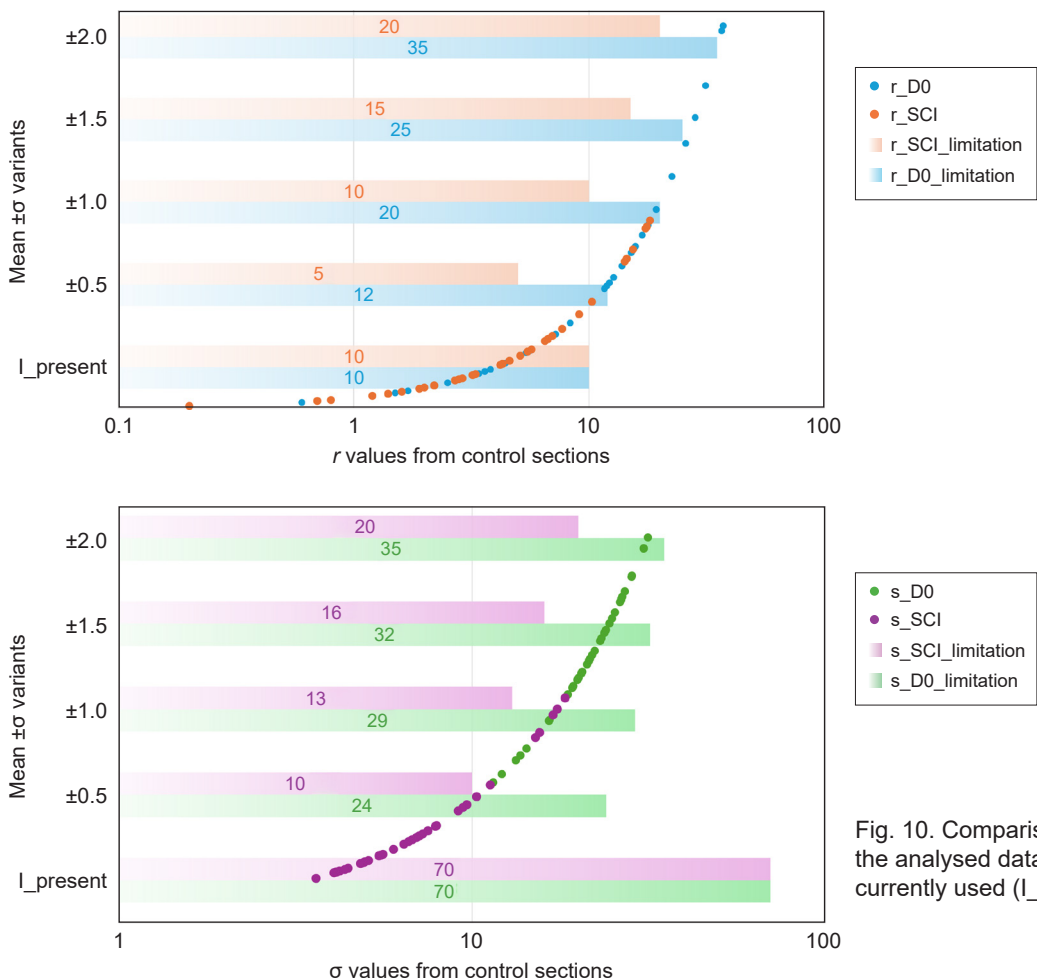 ±2.0
±1.5
±1.0
±0.5
I_present
Mean ±σ variants
20
35
15
25
10
20
5
12
10
10
0.1
1
10
100
r values from control sections
r_D0
r_SCI
r_SCI_limitation
r_D0_limitation
±2.0
±1.5
±1.0
±0.5
I_present
Mean ±σ variants
20
35
16
32
13
29
10
24
70
70
1
10
100
σ values from control sections
s_D0
s_SCI
s_SCI_limitation
s_D0_limitation
Fig. 10. Comparis
the analysed data
currently used (I_